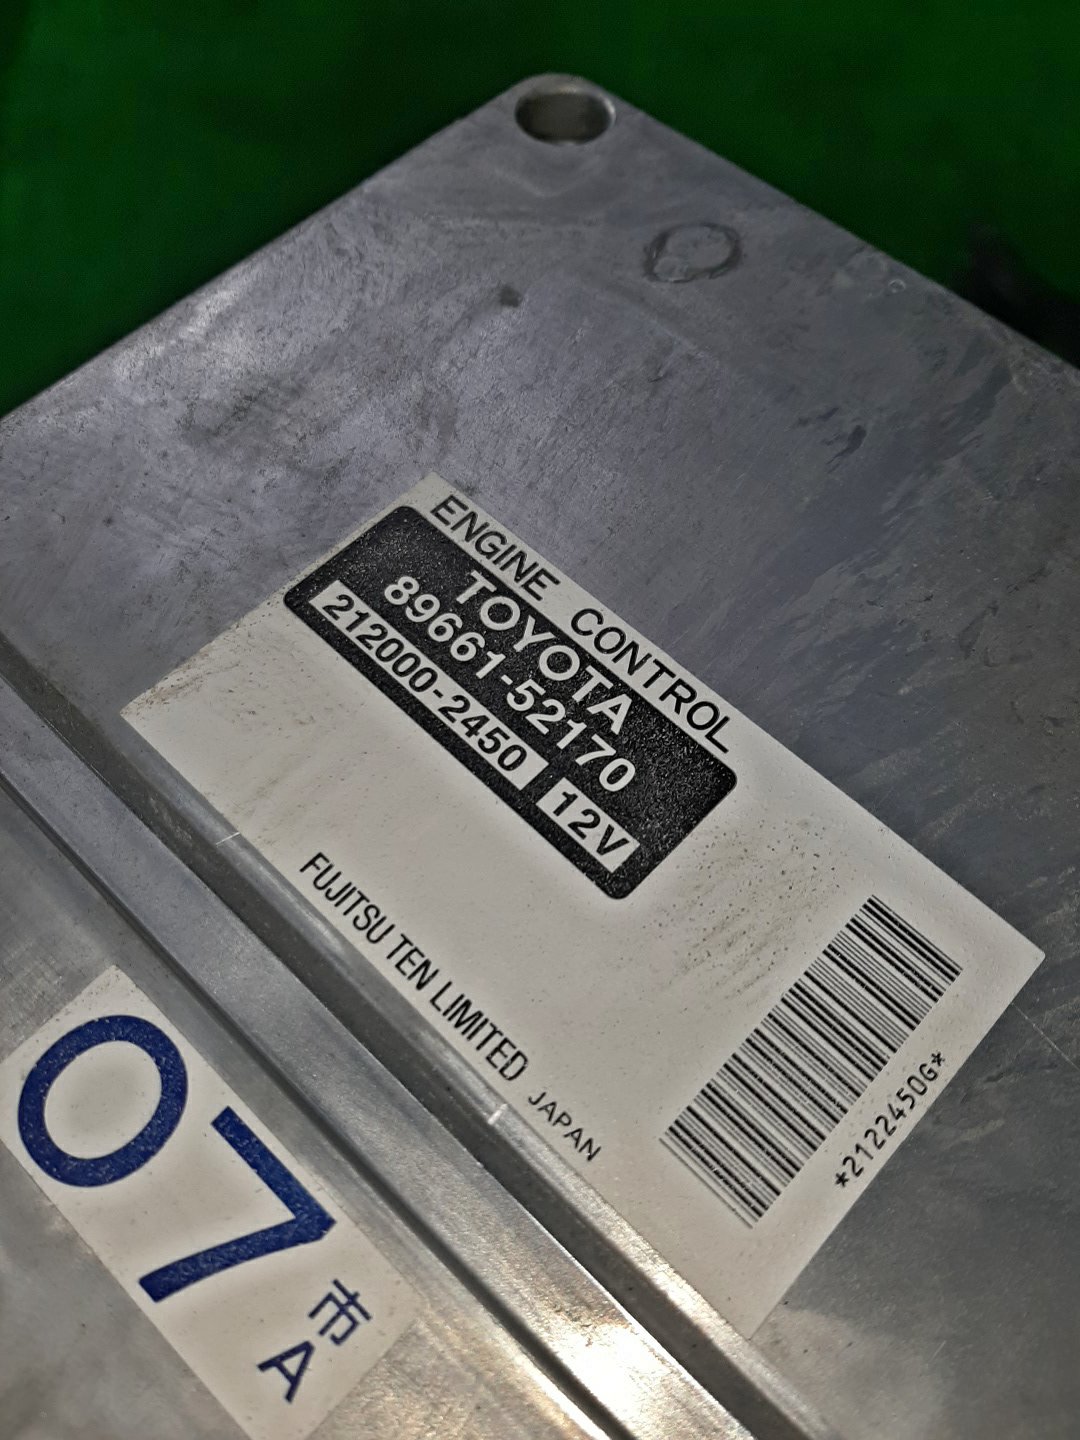 ENGINE CONTROL
TOYOTA
89661-52170
212000-2450 12V
FUJITSU TEN LIMITED JAPAN
*2122450G*
07
市
A